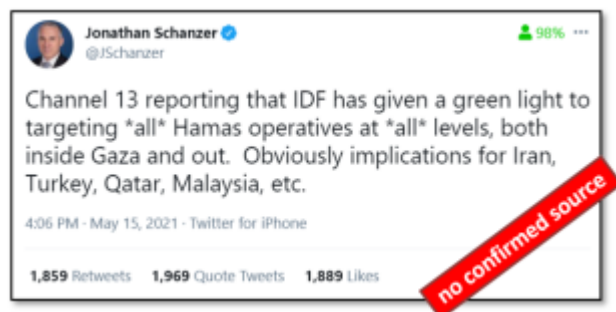 Jonathan Schanzer
@JSchanzer
98% ...
Channel 13 reporting that IDF has given a green light to
targeting *all* Hamas operatives at *all* levels, both
inside Gaza and out. Obviously implications for Iran,
Turkey, Qatar, Malaysia, etc.
4:06 PM · May 15, 2021 · Twitter for iPhone
1,859 Retweets 1,969 Quote Tweets 1,889 Likes
no confirmed source